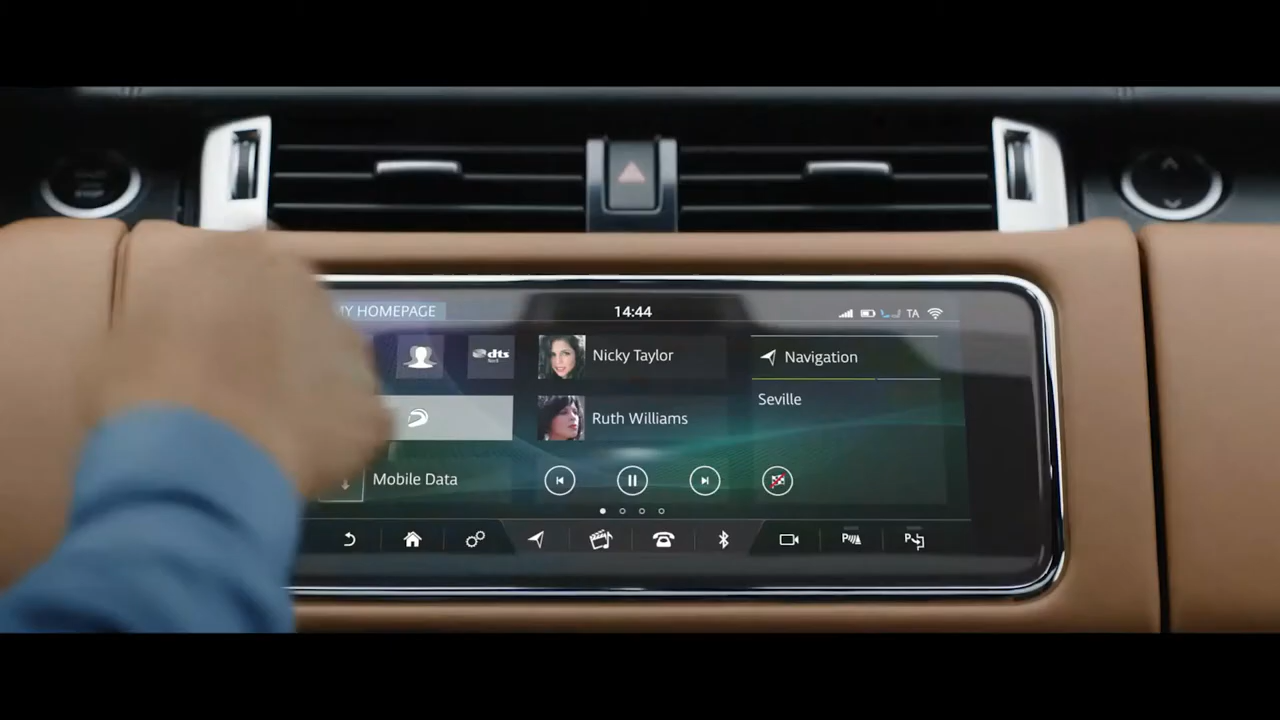 MY HOMEPAGE
14:44
TA
dts
Nicky Taylor
Navigation
Seville
Ruth Williams
Mobile Data